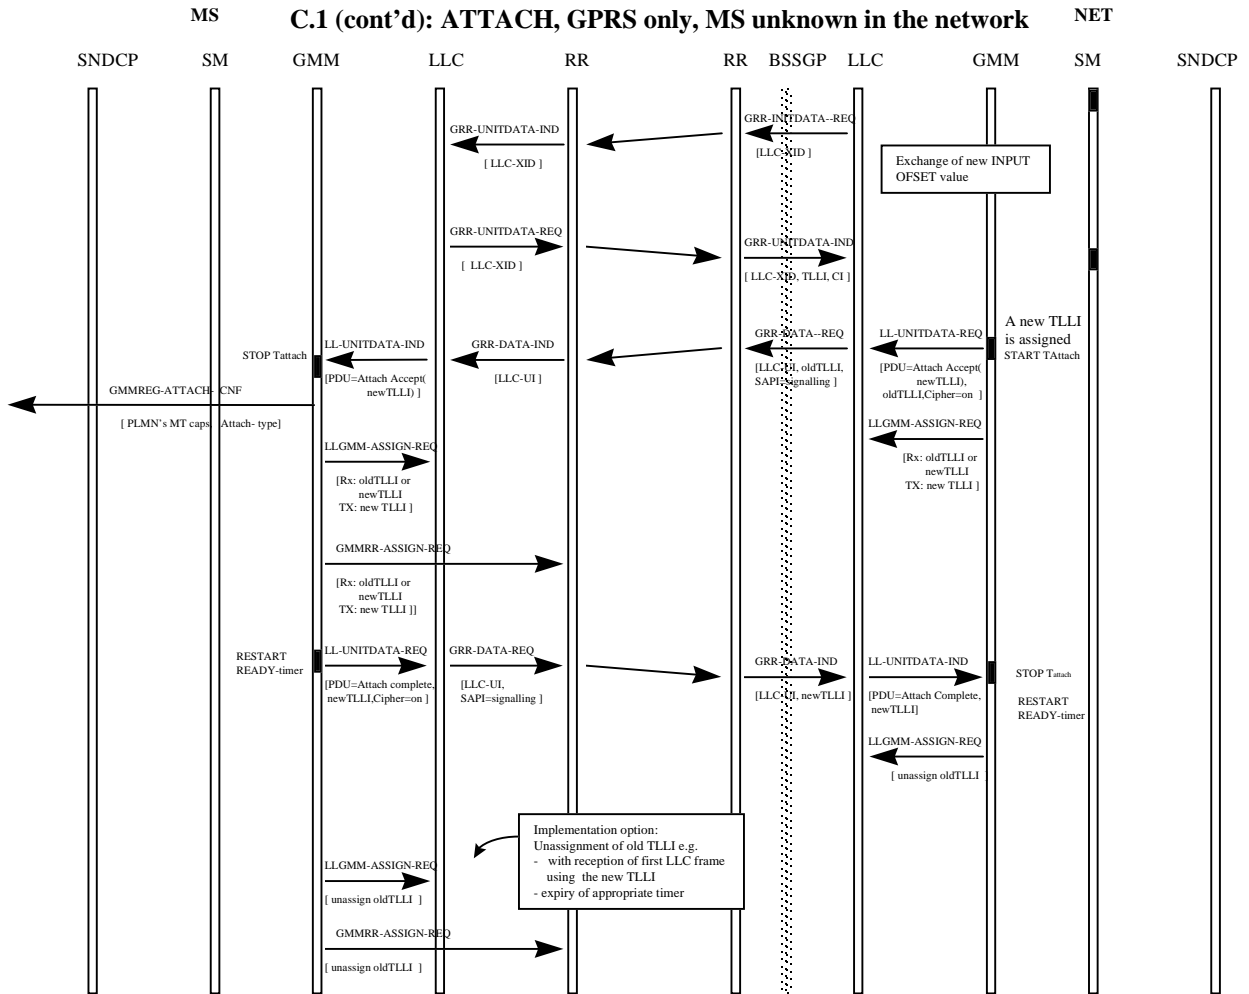 MS
C.1 (cont'd): ATTACH, GPRS only, MS unknown in the network
NET
SNDCP
SM
GMM
LLC
RR
RR
BSSGP
LLC
GMM
SM
SNDCP
GRR-UNITDATA-IND
[ LLC-XID ]
GRR-INITDATA--REQ
[LLC-XID ]
Exchange of new INPUT
OFSET value
GRR-UNITDATA-REQ
[ LLC-XID ]
GRR-UNITDATA-IND
[ LLC-XID, TLLI, CI ]
A new TLLI
is assigned
START TAttach
STOP Tattach
LL-UNITDATA-IND
[PDU=Attach Accept(
newTLLI) ]
GRR-DATA-IND
[LLC-UI ]
GRR-DATA--REQ
[LLC-UI, oldTLLI,
SAPI=signalling ]
LL-UNITDATA-REQ
[PDU=Attach Accept(
newTLLI),
oldTLLI,Cipher=on ]
GMMREG-ATTACH- CNF
[ PLMN's MT caps, Attach- type]
LLGMM-ASSIGN-REQ
[Rx: oldTLLI or
newTLLI
TX: new TLLI ]
LLGMM-ASSIGN-REQ
[Rx: oldTLLI or
newTLLI
TX: new TLLI ]
GMMRR-ASSIGN-REQ
[Rx: oldTLLI or
newTLLI
TX: new TLLI ]]
RESTART
READY-timer
LL-UNITDATA-REQ
[PDU=Attach complete,
newTLLI,Cipher=on ]
GRR-DATA-REQ
[LLC-UI,
SAPI=signalling ]
GRR-DATA-IND
[LLC-UI, newTLLI ]
LL-UNITDATA-IND
[PDU=Attach Complete,
newTLLI]
STOP Tattach
RESTART
READY-timer
LLGMM-ASSIGN-REQ
[ unassign oldTLLI ]
Implementation option:
Unassignment of old TLLI e.g.
- with reception of first LLC frame
using the new TLLI
- expiry of appropriate timer
LLGMM-ASSIGN-REQ
[ unassign oldTLLI ]
GMMRR-ASSIGN-REQ
[ unassign oldTLLI ]